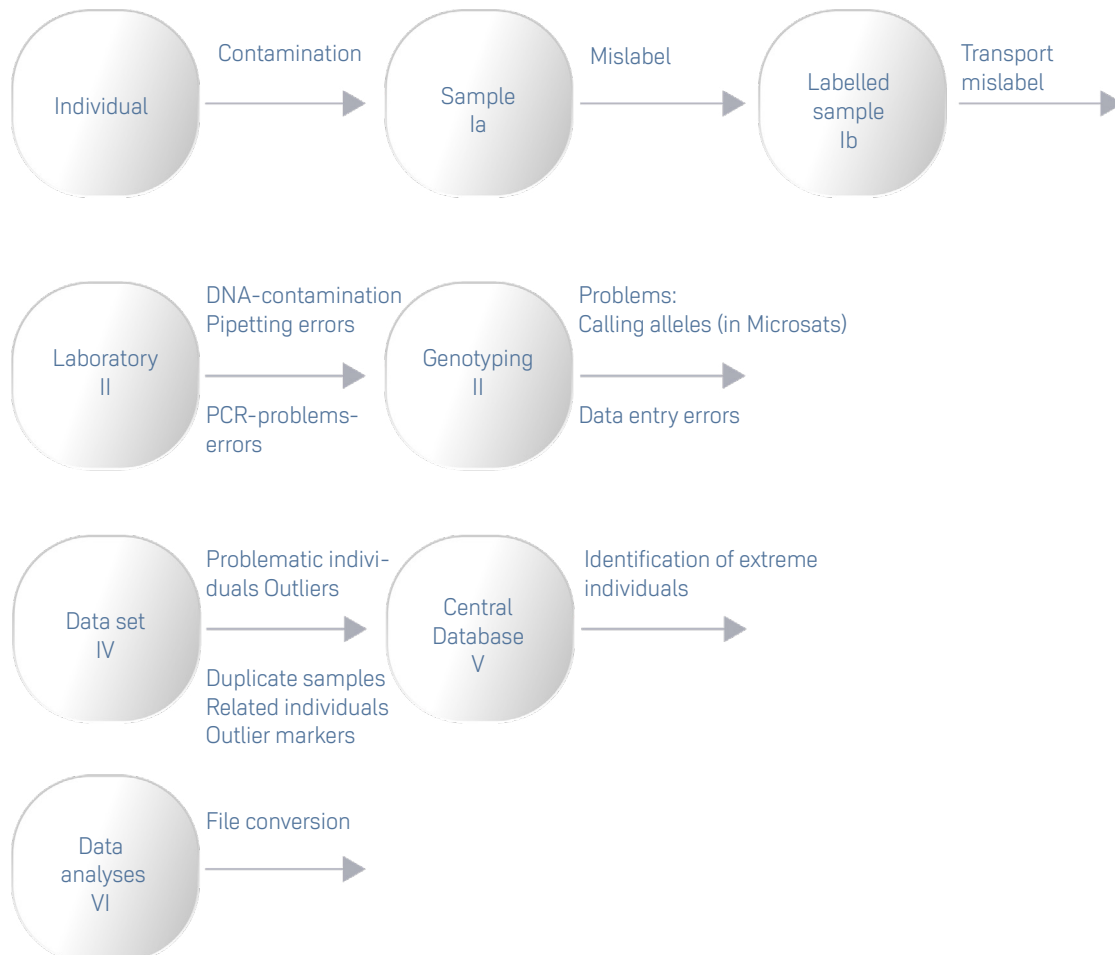 Individual
Contamination
Sample
Ia
Mislabel
Labelled
sample
Ib
Transport
mislabel
Laboratory
II
DNA-contamination
Pipetting errors
PCR-problems-
errors
Genotyping
II
Problems:
Calling alleles (in Microsats)
Data entry errors
Data set
IV
Problematic indivi-
duals Outliers
Duplicate samples
Related individuals
Outlier markers
Central
Database
V
Identification of extreme
individuals
Data
analyses
VI
File conversion